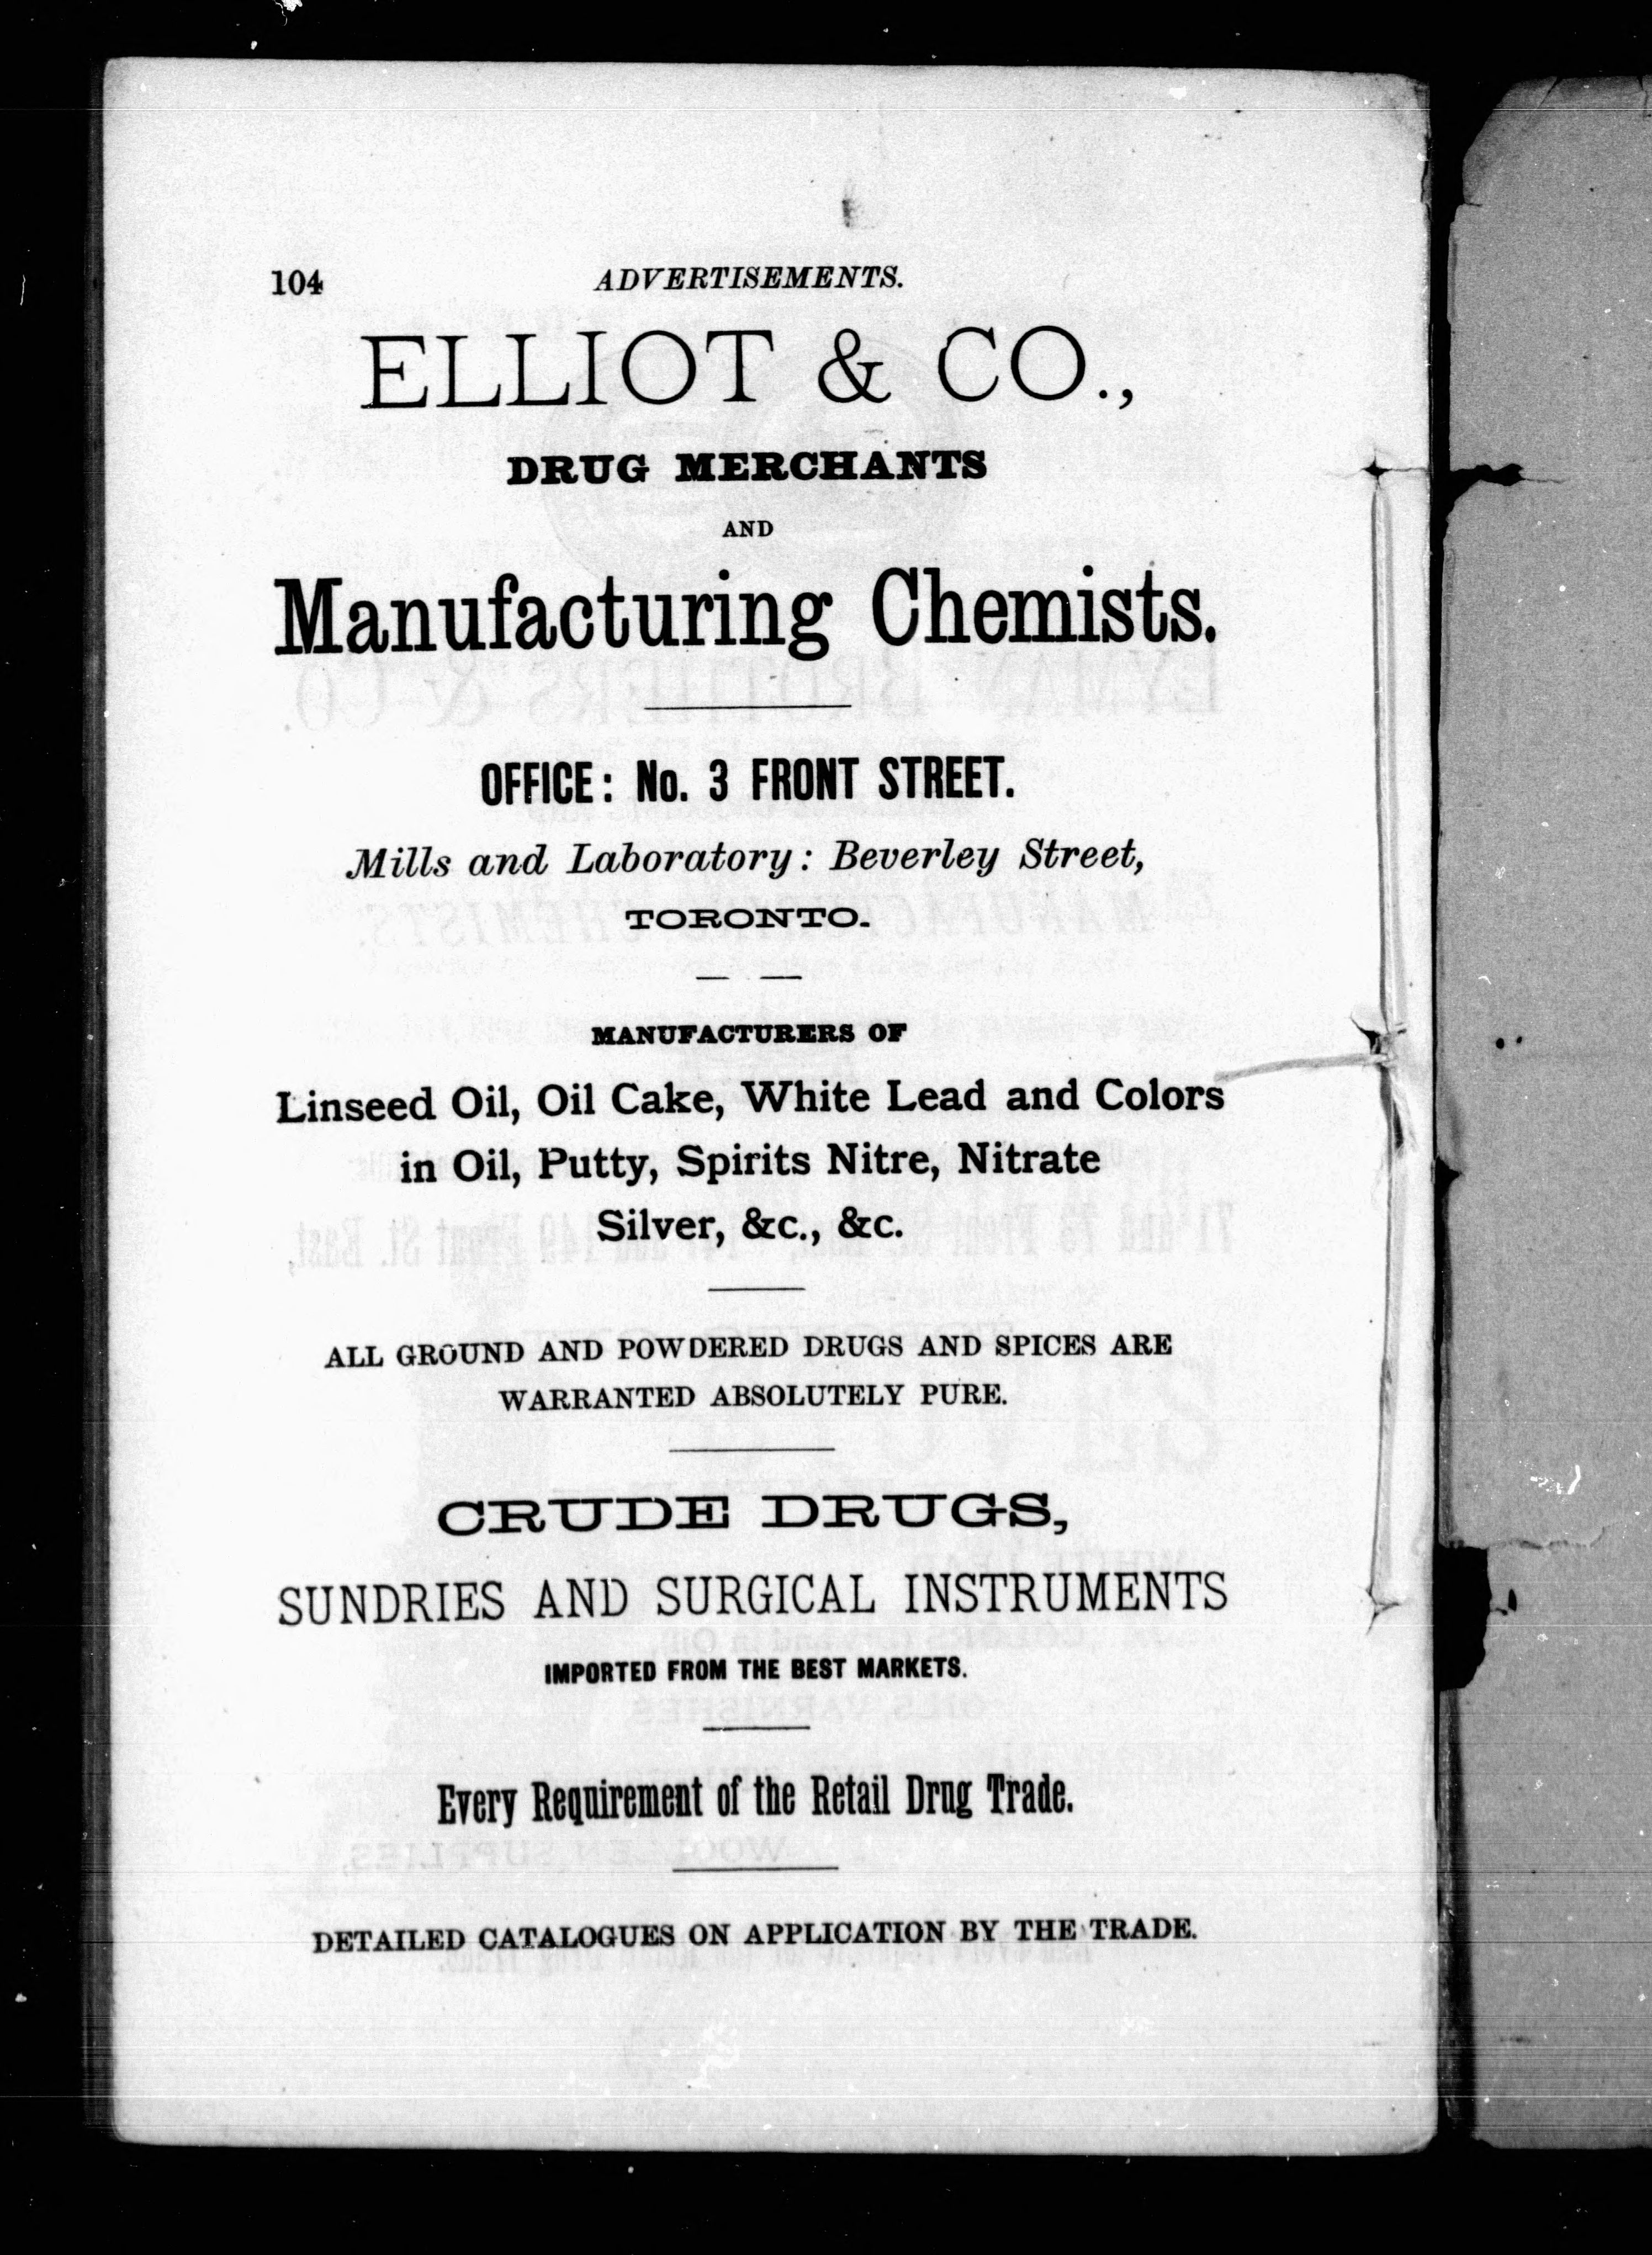 104
ADVERTISEMENTS.
ELLIOT & CO.,
DRUG MERCHANTS
AND
Manufacturing Chemists.
OFFICE: No. 3 FRONT STREET.
Mills and Laboratory: Beverley Street,
TORONTO.
MANUFACTURERS OF
Linseed Oil, Oil Cake, White Lead and Colors
in Oil, Putty, Spirits Nitre, Nitrate
Silver, &c., &c.
ALL GROUND AND POWDERED DRUGS AND SPICES ARE
WARRANTED ABSOLUTELY PURE.
CRUDE DRUGS,
SUNDRIES AND SURGICAL INSTRUMENTS
IMPORTED FROM THE BEST MARKETS.
Every Requirement of the Retail Drug Trade.
DETAILED CATALOGUES ON APPLICATION BY THE TRADE.